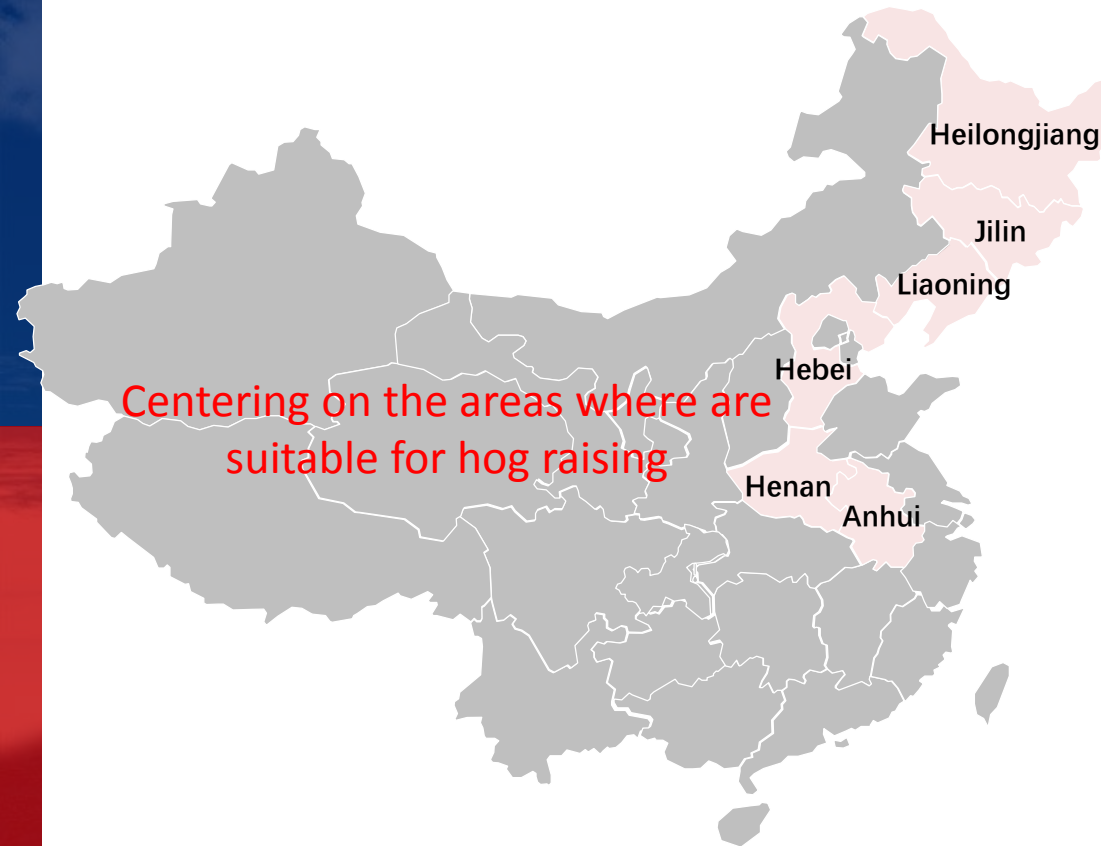 Heilongjiang
Jilin
Liaoning
Hebei
Centering on the areas where are
suitable for hog raising
Henan
Anhui